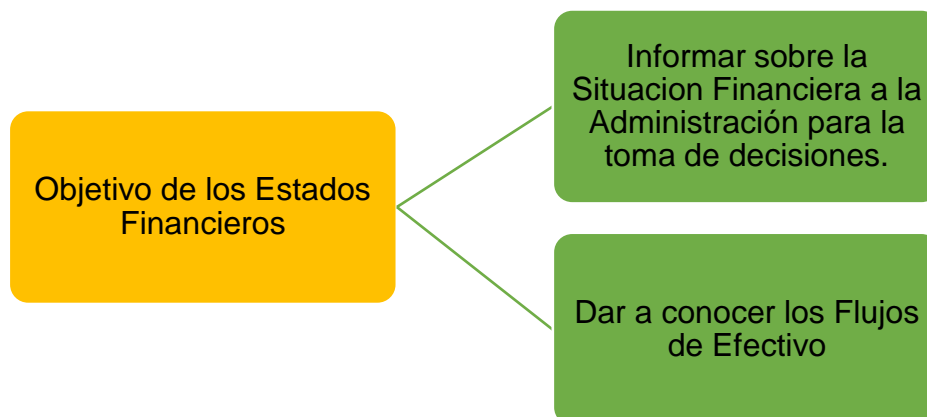 Objetivo de los Estados
Financieros
Informar sobre la
Situacion Financiera a la
Administración para la
toma de decisiones.
Dar a conocer los Flujos
de Efectivo